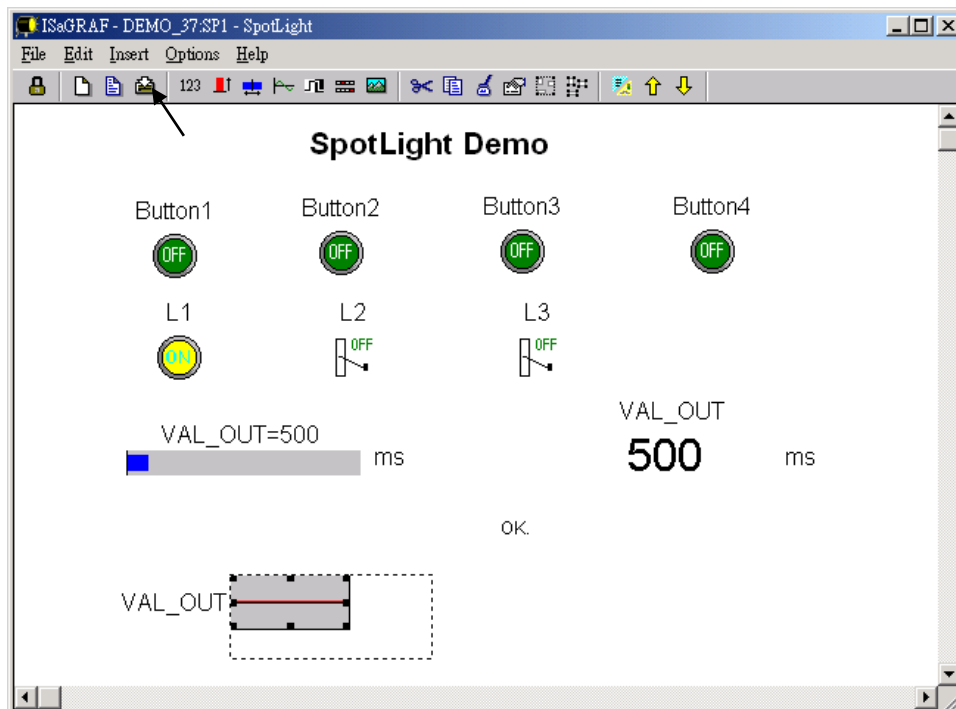 ISaGRAF - DEMO_37:SP1 - SpotLight
File Edit Insert Options Help
123
SpotLight Demo
Button1 Button2 Button3 Button4
OFF OFF OFF OFF
L1 L2 L3
ON OFF OFF
VAL_OUT=500
ms
VAL_OUT
500 ms
OK.
VAL_OUT